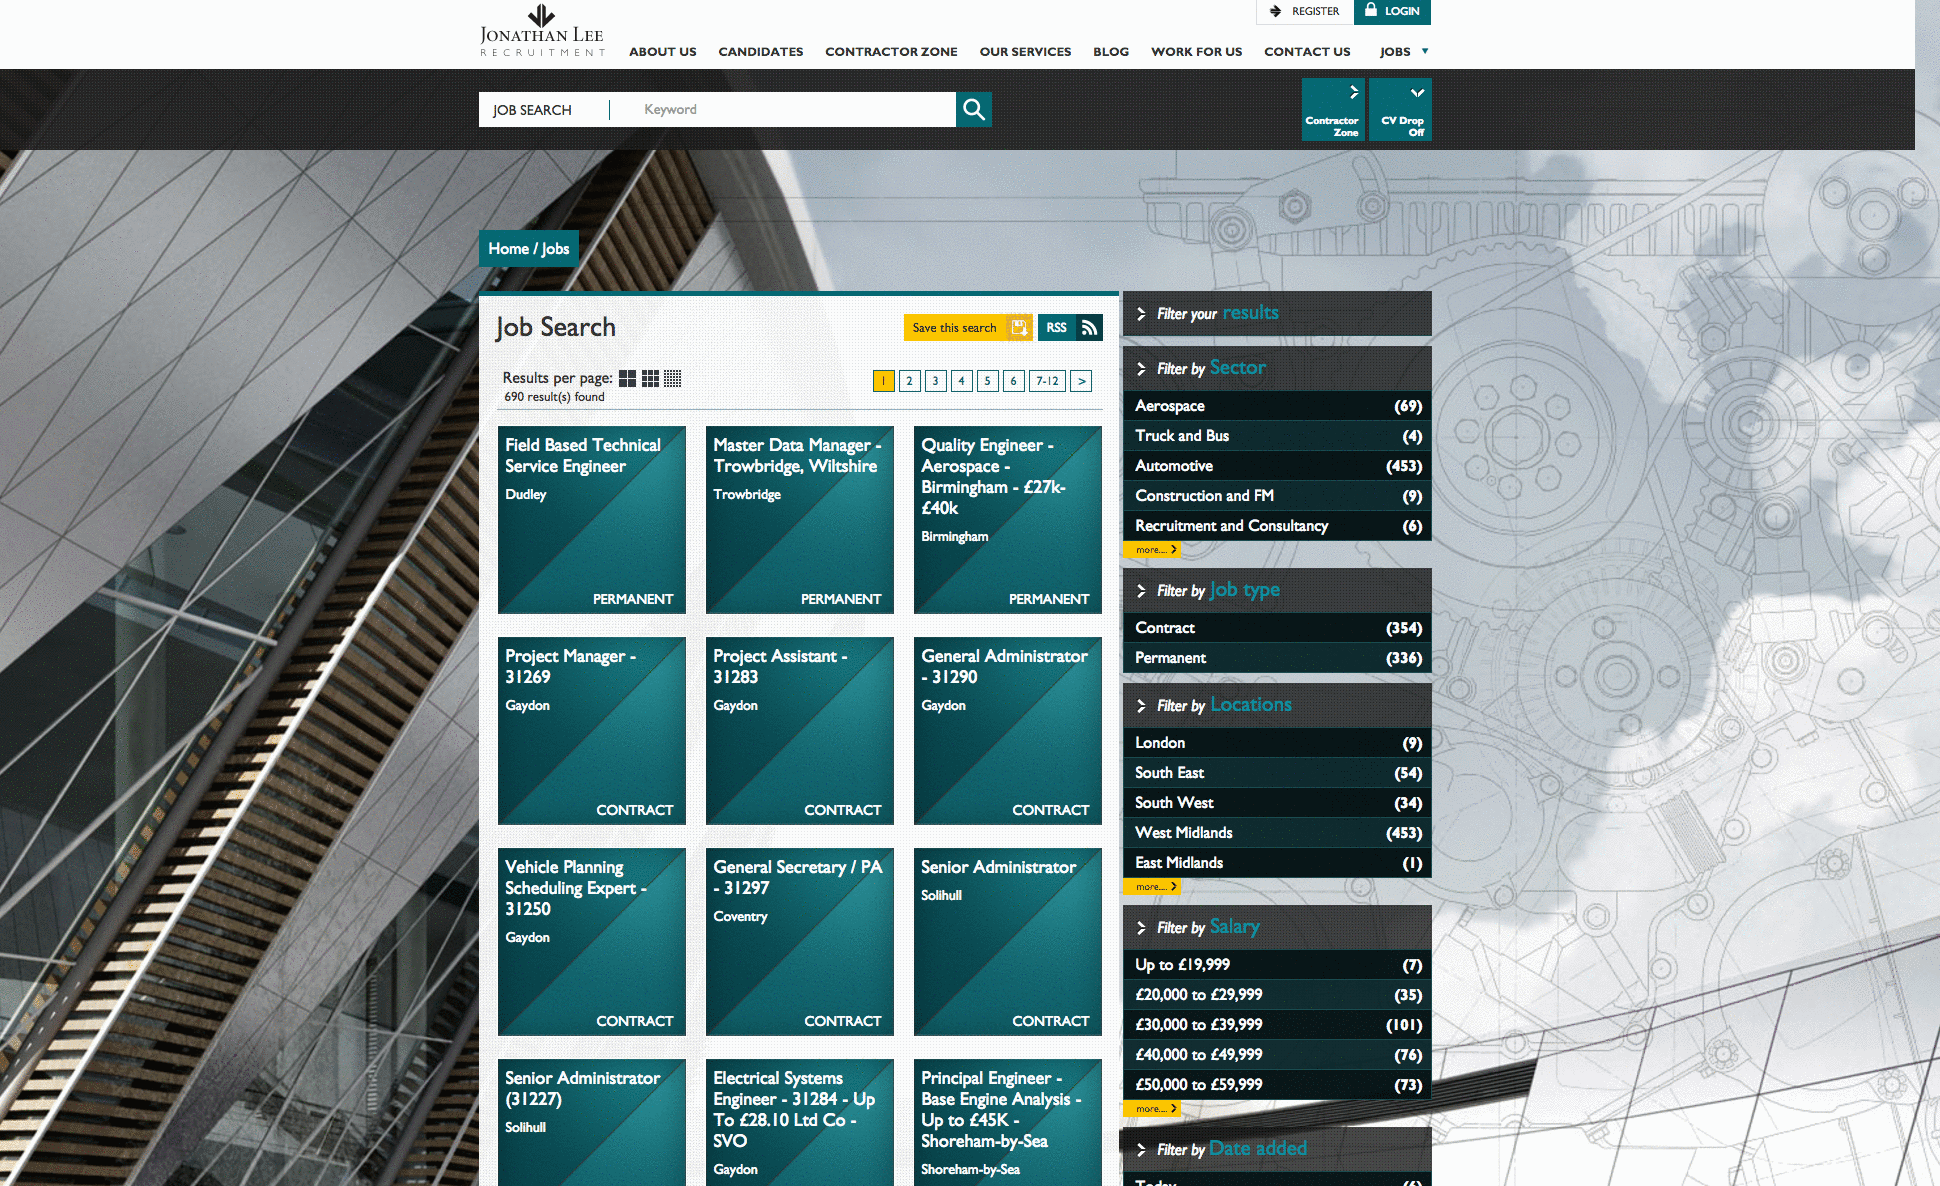 REGISTER
LOGIN
JONATHAN LEE
RECRUITMENT
ABOUT US
CANDIDATES
CONTRACTOR ZONE
OUR SERVICES
BLOG
WORK FOR US
CONTACT US
JOBS
JOB SEARCH
Keyword
Contractor
Zone
CV Drop
Off
Home / Jobs
Job Search
Save this search
RSS
Results per page:
690 result(s) found
1
2
3
4
5
6
7-12
>
Field Based Technical
Service Engineer
Dudley
PERMANENT
Master Data Manager -
Trowbridge, Wiltshire
Trowbridge
PERMANENT
Quality Engineer -
Aerospace -
Birmingham - £27k-
£40k
Birmingham
PERMANENT
Project Manager -
31269
Gaydon
CONTRACT
Project Assistant -
31283
Gaydon
CONTRACT
General Administrator
- 31290
Gaydon
CONTRACT
Vehicle Planning
Scheduling Expert -
31250
Gaydon
CONTRACT
General Secretary / PA
- 31297
Coventry
CONTRACT
Senior Administrator
Solihull
CONTRACT
Senior Administrator
(31227)
Solihull
Electrical Systems
Engineer - 31284 - Up
To £28.10 Ltd Co -
SVO
Gaydon
Principal Engineer -
Base Engine Analysis -
Up to £45K -
Shoreham-by-Sea
Shoreham-by-Sea
Filter your results
Filter by Sector
Aerospace (69)
Truck and Bus (4)
Automotive (453)
Construction and FM (9)
Recruitment and Consultancy (6)
more....
Filter by Job type
Contract (354)
Permanent (336)
Filter by Locations
London (9)
South East (54)
South West (34)
West Midlands (453)
East Midlands (1)
more....
Filter by Salary
Up to £19,999 (7)
£20,000 to £29,999 (35)
£30,000 to £39,999 (101)
£40,000 to £49,999 (76)
£50,000 to £59,999 (73)
more....
Filter by Date added
Today